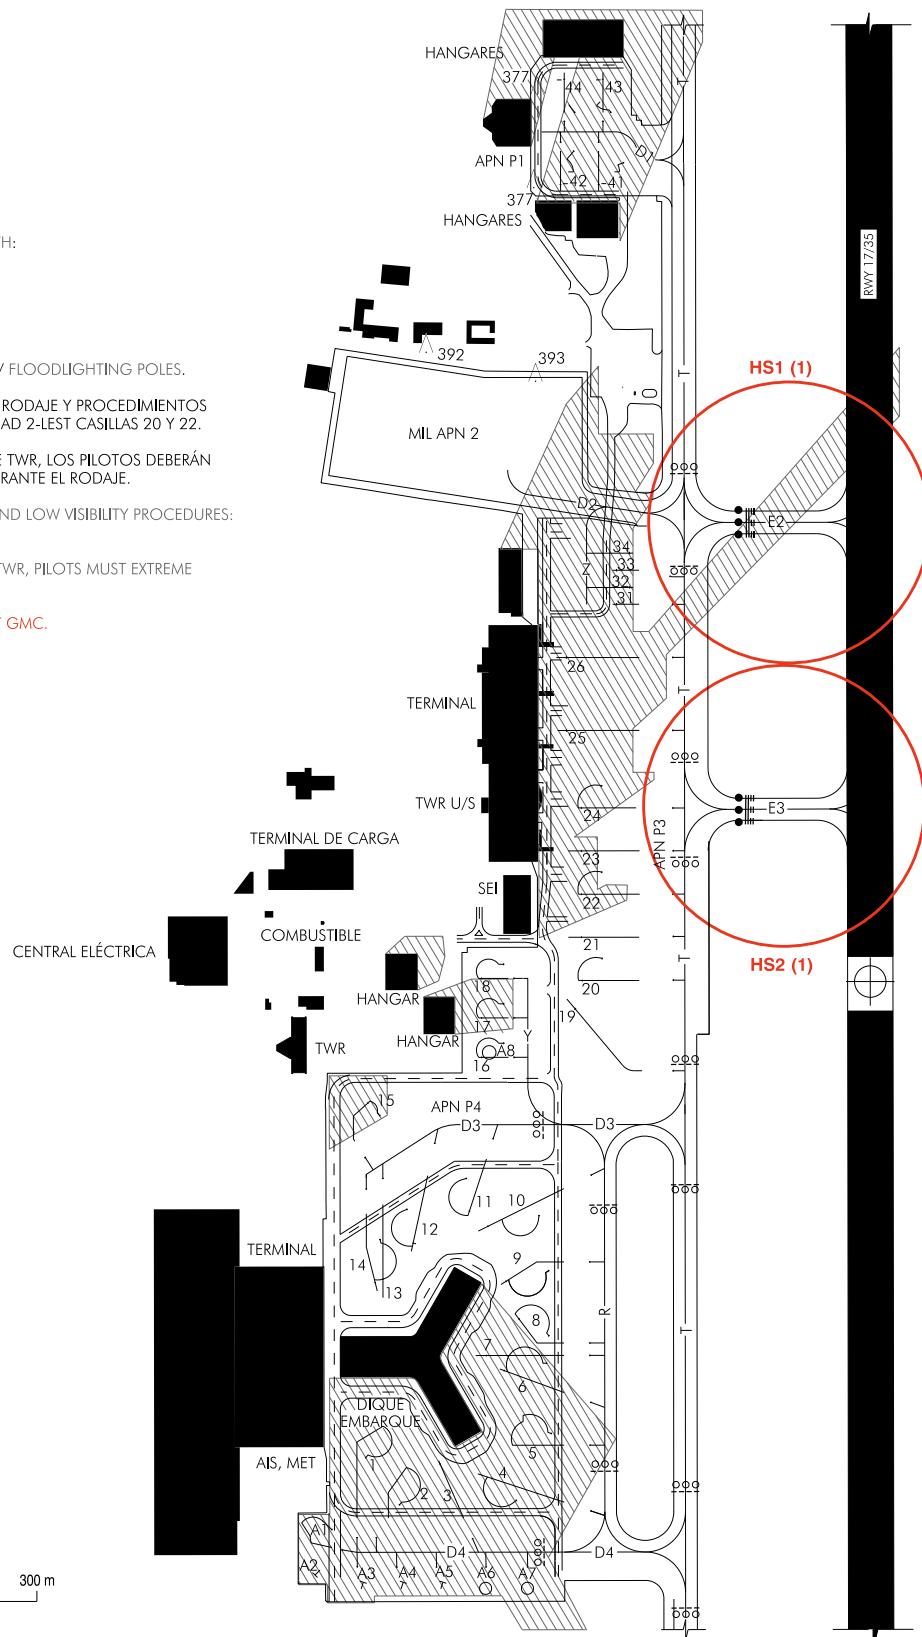 HANGARES
377
44
43
APN P1
D1
T
42
41
377
HANGARES
TH:
RWY 17/35
392
393
Y FLOODLIGHTING POLES.
T
HS1 (1)
RODAJE Y PROCEDIMIENTOS
AD 2-LEST CASILLAS 20 Y 22.
MIL APN 2
E TWR, LOS PILOTOS DEBERÁN
RANTE EL RODAJE.
D2
E2
ND LOW VISIBILITY PROCEDURES:
34
33
Z
32
31
TWR, PILOTS MUST EXTREME
T GMC.
26
T
TERMINAL
25
TWR U/S
24
E3
TERMINAL DE CARGA
23
APN P3
SEI
22
COMBUSTIBLE
21
CENTRAL ELÉCTRICA
T
HS2 (1)
18
20
HANGAR
17
19
HANGAR
Y
TWR
A8
16
15
APN P4
D3
D3
11
10
12
TERMINAL
9
14
13
8
R
T
7
6
DIQUE
EMBARQUE
5
AIS, MET
1
4
2
3
A1
D4
D4
A2
A3
A4
A5
A6
A7
300 m